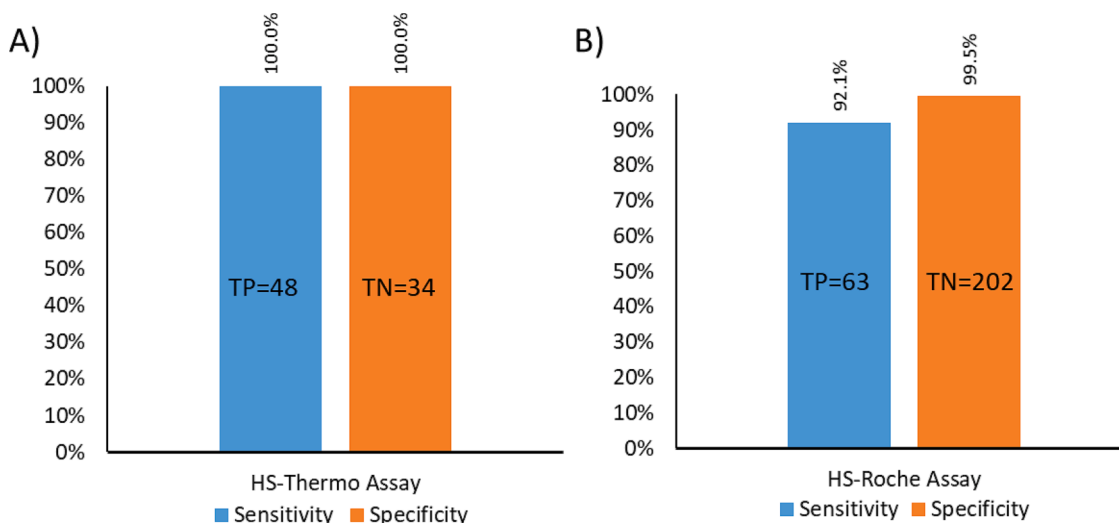 A)
100.0%
100.0%
100%
90%
80%
70%
60%
50%
40%
30%
20%
10%
0%
TP=48
TN=34
HS-Thermo Assay
Sensitivity
Specificity
B)
92.1%
99.5%
100%
90%
80%
70%
60%
50%
40%
30%
20%
10%
0%
TP=63
TN=202
HS-Roche Assay
Sensitivity
Specificity